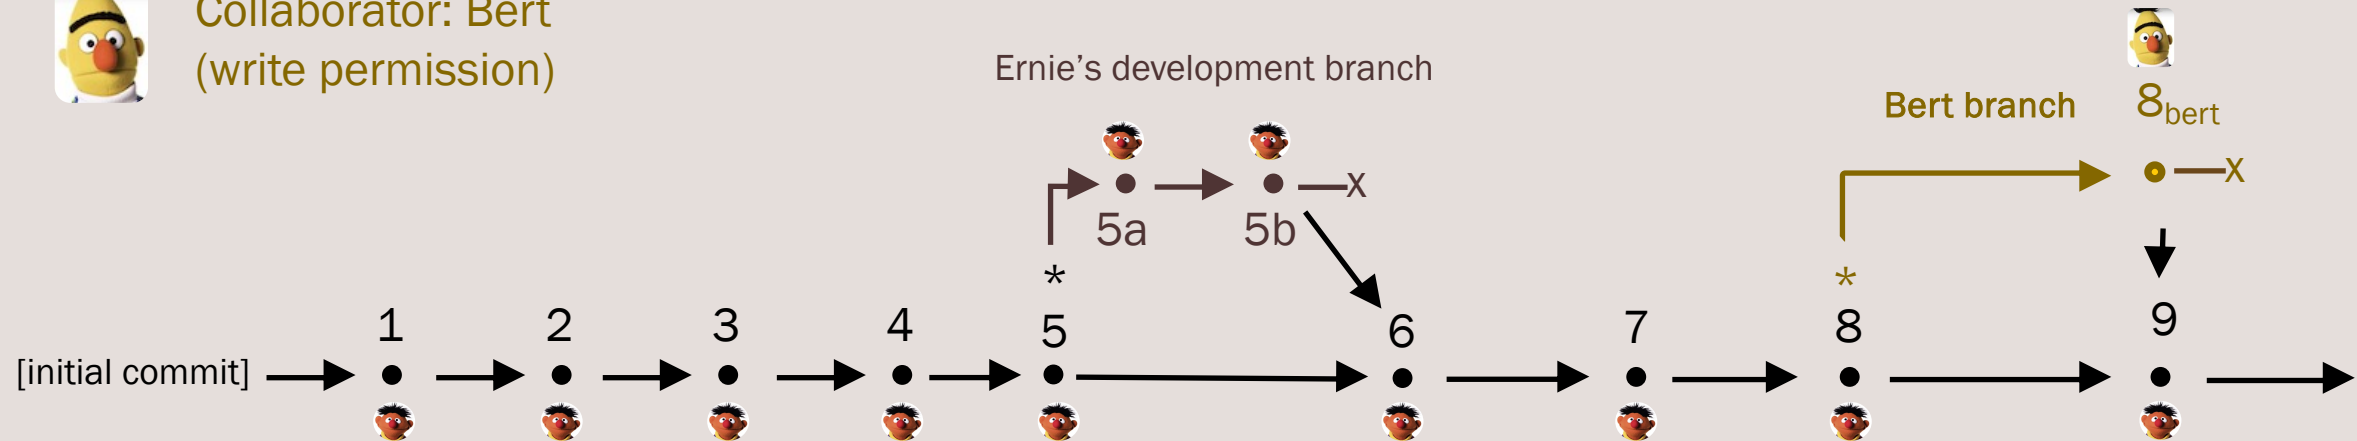 Collaborator: Bert
(write permission)
Ernie's development branch
Bert branch
8bert
x
x
5a
5b
*
*
1
2
3
4
5
6
7
8
9
[initial commit]